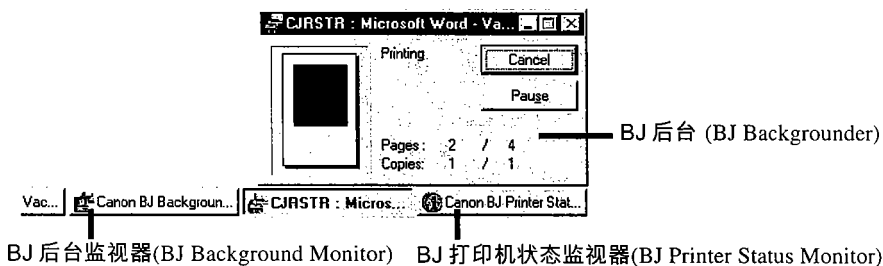 CJRSTR : Microsoft Word - Va...
Printing
Cancel
Pause
BJ 后台 (BJ Backgrounder)
Pages: 2 / 4
Copies: 1 / 1
Vac... Canon BJ Backgroun... CJRSTR : Micros... Canon BJ Printer Stat...
BJ 后台监视器(BJ Background Monitor) BJ 打印机状态监视器(BJ Printer Status Monitor)